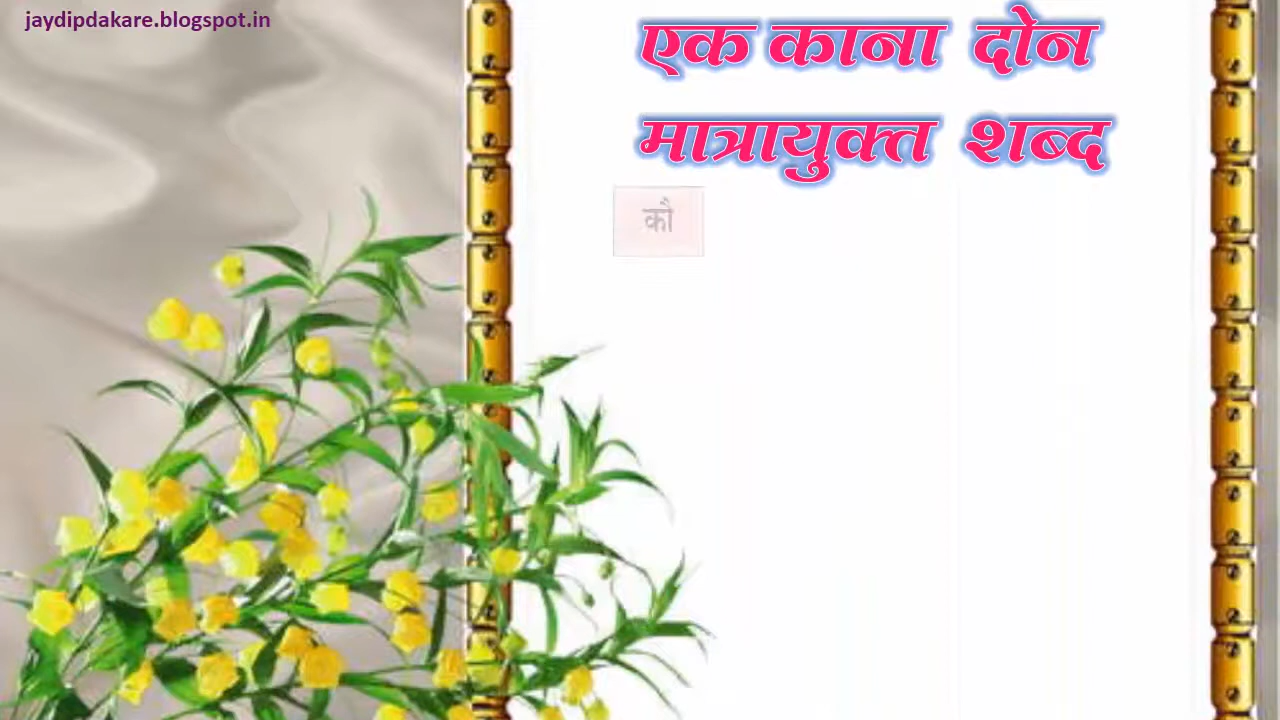 jaydipdakare.blogspot.in
एक काना दोन
मात्रायुक्त शब्द
कौ